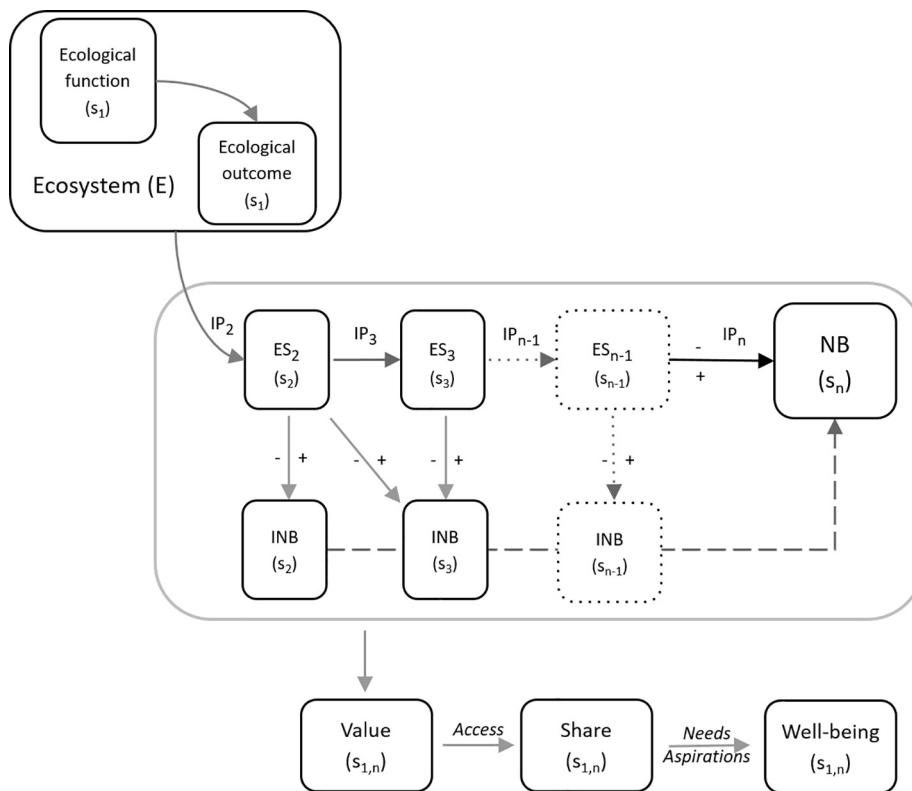 Ecological
function
(s₁)
Ecological
outcome
(s₁)
Ecosystem (E)
IP₂
ES₂
(s₂)
IP₃
ES₃
(s₃)
IPₙ₋₁
ESₙ₋₁
(sₙ₋₁)
- IPₙ
+
NB
(sₙ)
- +
- +
- +
- +
INB
(s₂)
INB
(s₃)
INB
(sₙ₋₁)
Value
(s₁,ₙ)
Access
Share
(s₁,ₙ)
Needs
Aspirations
Well-being
(s₁,ₙ)